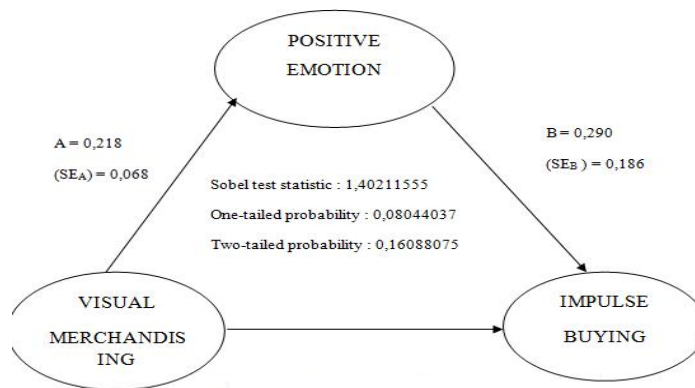 POSITIVE
EMOTION
A = 0,218
(SEA) = 0,068
B = 0,290
(SEB ) = 0,186
Sobel test statistic : 1,40211555
One-tailed probability : 0,08044037
Two-tailed probability : 0,16088075
VISUAL
MERCHANDIS
ING
IMPULSE
BUYING